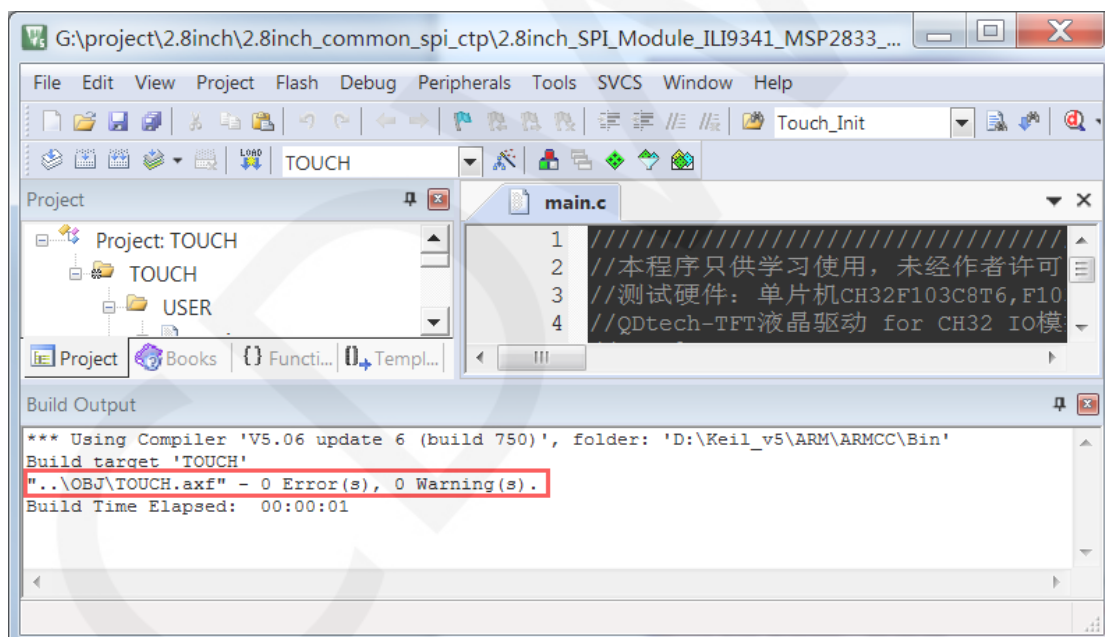 G:\project\2.8inch\2.8inch_common_spi_ctp\2.8inch_SPI_Module_ILI9341_MSP2833_...
File Edit View Project Flash Debug Peripherals Tools SVCS Window Help
Touch_Init
LOAD TOUCH
Project
main.c
Project: TOUCH
TOUCH
USER
1 /////////////////////////////////
2 //本程序只供学习使用，未经作者许可
3 //测试硬件：单片机CH32F103C8T6,F10
4 //QDtech-TFT液晶驱动 for CH32 IO模
Project Books {} Functi... Templ...
Build Output
*** Using Compiler 'V5.06 update 6 (build 750)', folder: 'D:\Keil_v5\ARM\ARMCC\Bin'
Build target 'TOUCH'
"..\OBJ\TOUCH.axf" - 0 Error(s), 0 Warning(s).
Build Time Elapsed: 00:00:01